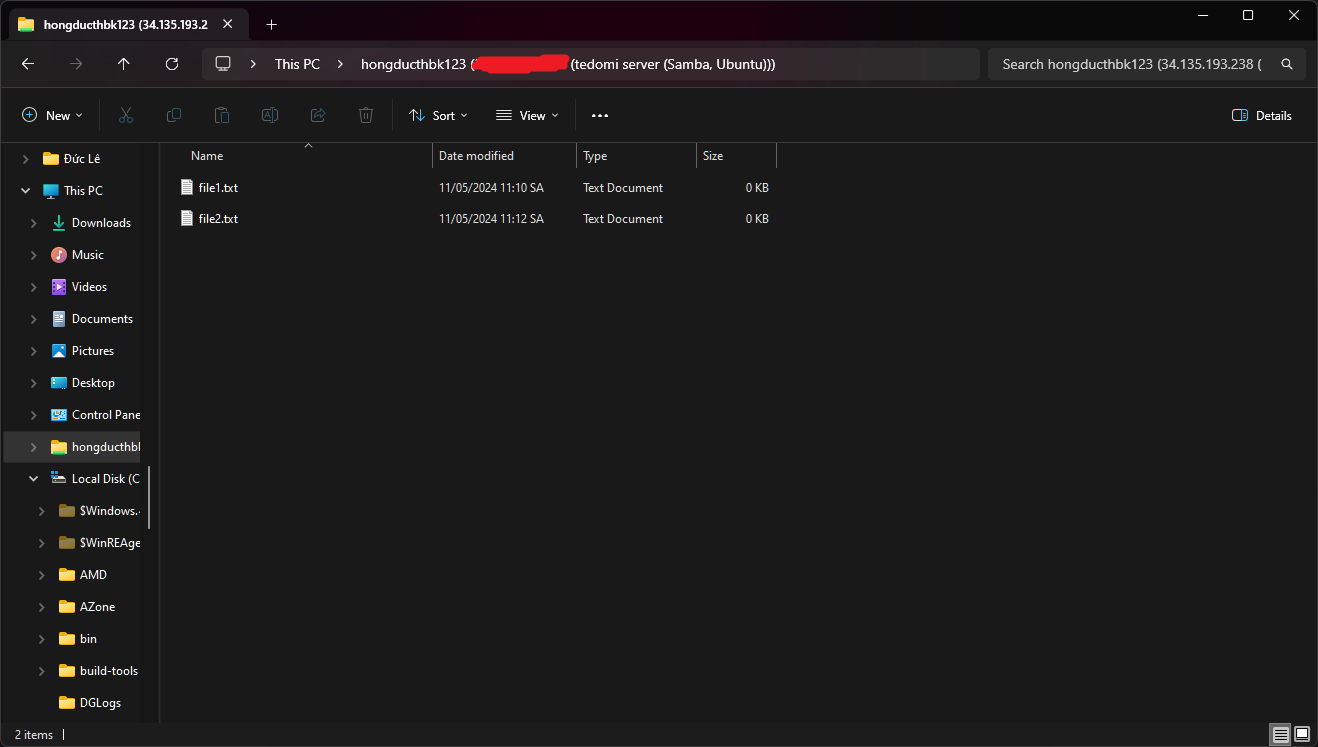 hongducthbk123 (34.135.193.2
This PC hongducthbk123 ( (tedomi server (Samba, Ubuntu)))
Search hongducthbk123 (34.135.193.238 (
New Sort View Details
Name Date modified Type Size
file1.txt 11/05/2024 11:10 SA Text Document 0 KB
file2.txt 11/05/2024 11:12 SA Text Document 0 KB
Đức Lê
This PC
Downloads
Music
Videos
Documents
Pictures
Desktop
Control Pane
hongducthbl
Local Disk (C
$Windows.
$WinREAge
AMD
AZone
bin
build-tools
DGLogs
2 items